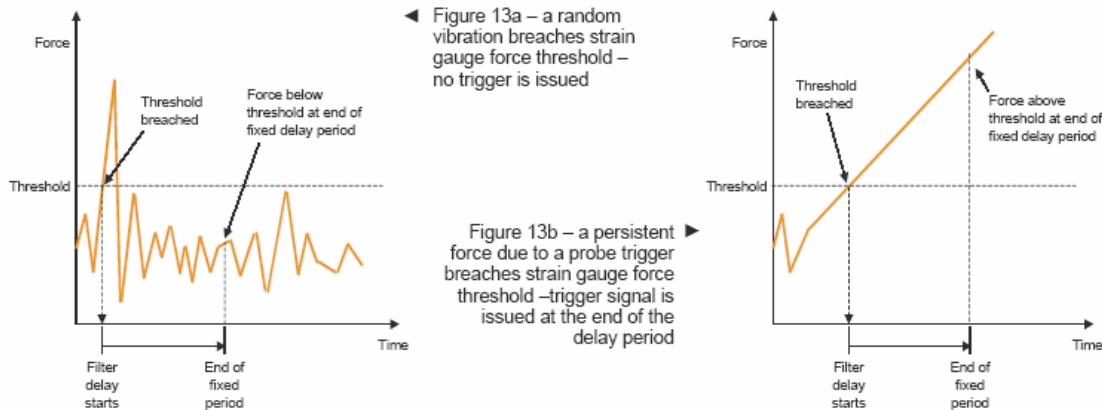 Force
Threshold
breached
Force below
threshold at end of
fixed delay period
Threshold
Time
Filter
delay
starts
End of
fixed
period
◄ Figure 13a – a random
vibration breaches strain
gauge force threshold –
no trigger is issued
Figure 13b – a persistent ►
force due to a probe trigger
breaches strain gauge force
threshold –trigger signal is
issued at the end of the
delay period
Force
Threshold
breached
Force above
threshold at end of
fixed delay period
Threshold
Time
Filter
delay
starts
End of
fixed
period